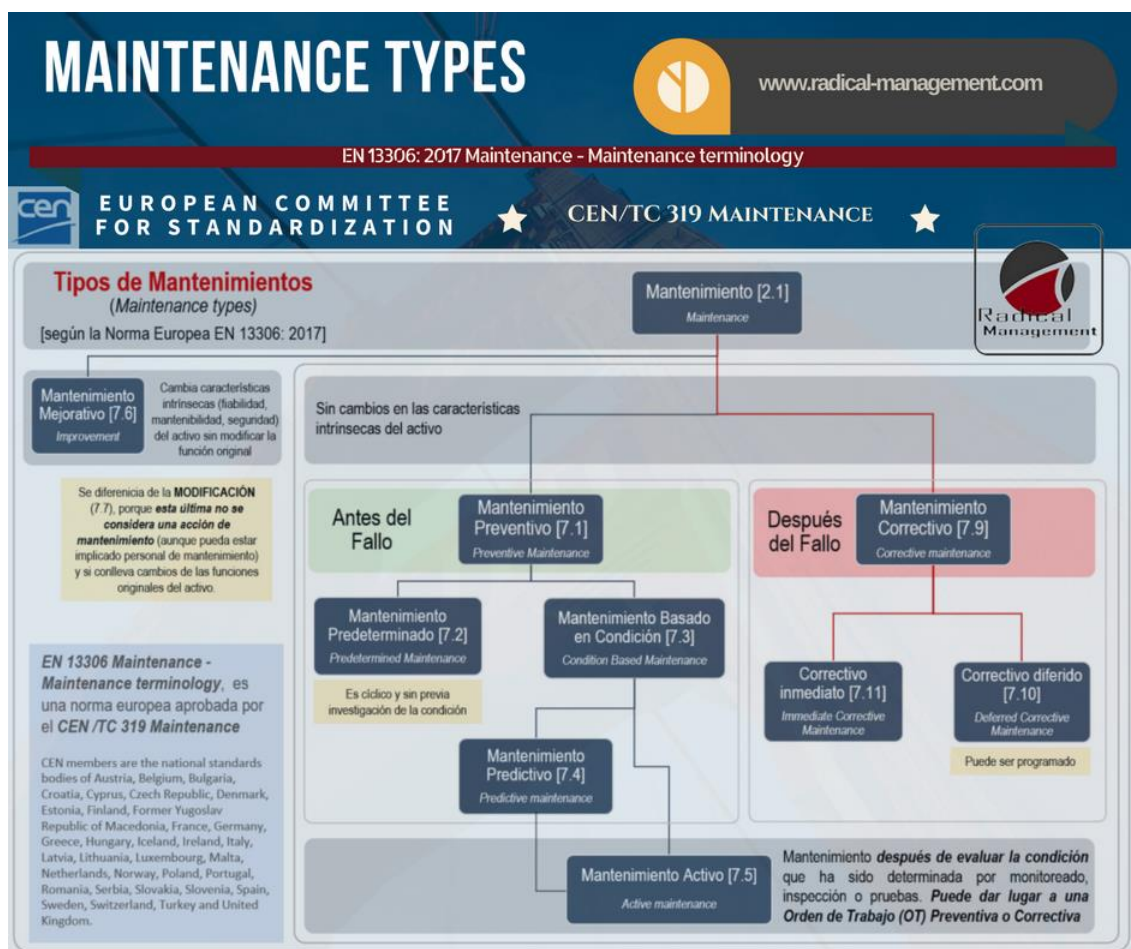 MAINTENANCE TYPES
www.radical-management.com
EN 13306: 2017 Maintenance - Maintenance terminology
cen
EUROPEAN COMMITTEE
FOR STANDARDIZATION
CEN/TC 319 MAINTENANCE
Radical
Management
Tipos de Mantenimientos
(Maintenance types)
[según la Norma Europea EN 13306: 2017]
Mantenimiento [2.1]
Maintenance
Mantenimiento
Mejorativo [7.6]
Improvement
Cambia características
intrínsecas (fiabilidad,
mantenibilidad, seguridad)
del activo sin modificar la
función original
Sin cambios en las características
intrínsecas del activo
Se diferencia de la MODIFICACIÓN
(7.7), porque esta última no se
considera una acción de
mantenimiento (aunque pueda estar
implicado personal de mantenimiento)
y si conlleva cambios de las funciones
originales del activo.
Antes del
Fallo
Mantenimiento
Preventivo [7.1]
Preventive Maintenance
Después
del Fallo
Mantenimiento
Correctivo [7.9]
Corrective maintenance
Mantenimiento
Predeterminado [7.2]
Predetermined Maintenance
Es cíclico y sin previa
investigación de la condición
Mantenimiento Basado
en Condición [7.3]
Condition Based Maintenance
Correctivo
inmediato [7.11]
Immediate Corrective
Maintenance
Correctivo diferido
[7.10]
Deferred Corrective
Maintenance
Puede ser programado
Mantenimiento
Predictivo [7.4]
Predictive maintenance
Mantenimiento Activo [7.5]
Active maintenance
Mantenimiento después de evaluar la condición
que ha sido determinada por monitoreado,
inspección o pruebas. Puede dar lugar a una
Orden de Trabajo (OT) Preventiva o Correctiva
EN 13306 Maintenance -
Maintenance terminology, es
una norma europea aprobada por
el CEN /TC 319 Maintenance
CEN members are the national standards
bodies of Austria, Belgium, Bulgaria,
Croatia, Cyprus, Czech Republic, Denmark,
Estonia, Finland, Former Yugoslav
Republic of Macedonia, France, Germany,
Greece, Hungary, Iceland, Ireland, Italy,
Latvia, Lithuania, Luxembourg, Malta,
Netherlands, Norway, Poland, Portugal,
Romania, Serbia, Slovakia, Slovenia, Spain,
Sweden, Switzerland, Turkey and United
Kingdom.